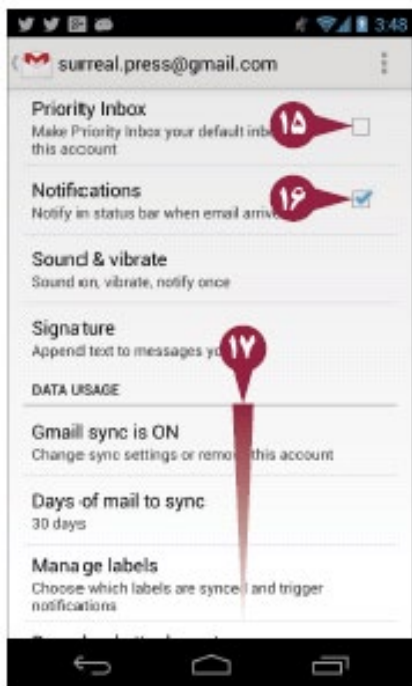 3:48
surreal.press@gmail.com
Priority Inbox
Make Priority Inbox your default
۱۵
this account
Notifications
Notify in status bar when email
۱۶
Sound & vibrate
Sound on, vibrate, notify once
Signature
Append text to messages
۱۷
DATA USAGE
Gmail sync is ON
Change sync settings or remove this account
Days of mail to sync
30 days
Manage labels
Choose which labels are synced and trigger
notifications